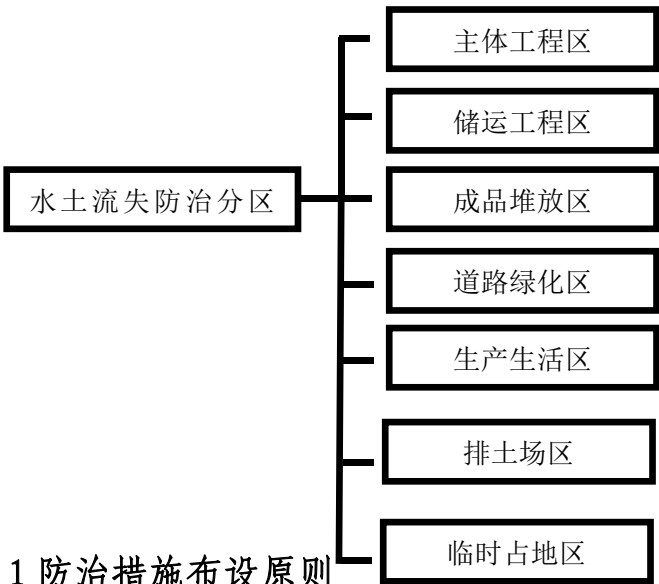 主体工程区
储运工程区
水土流失防治分区
成品堆放区
道路绿化区
生产生活区
排土场区
临时占地区
1防治措施布设原则